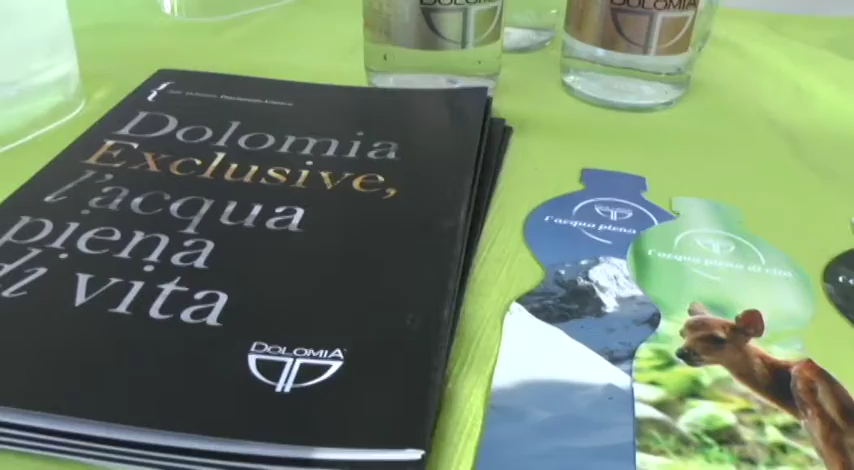 Dolomia
Exclusive,
l'acqua
piena
di vita
DOLOMIA
DOLOMIA
DOLOMIA
l'acqua piena
l'acqua piena di vita